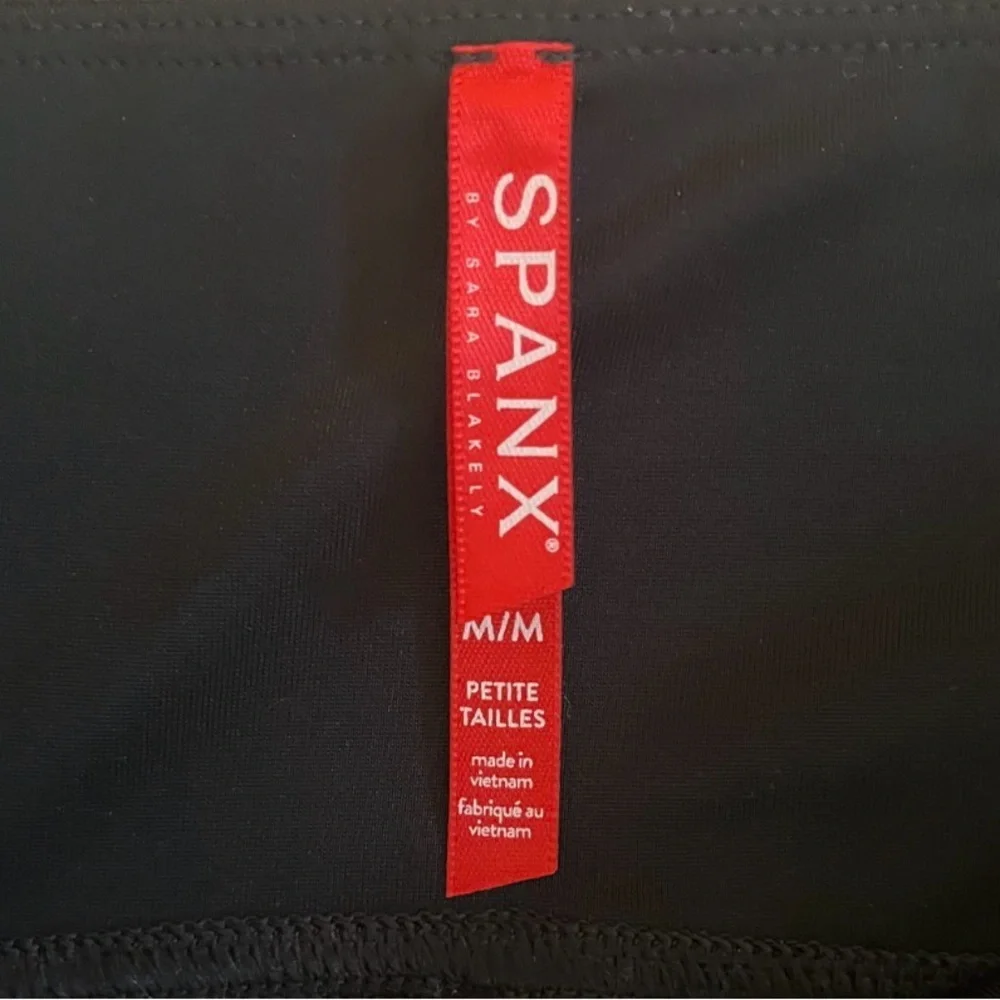 SPANX®
BY SARA BLAKELY
M/M
PETITE
TAILLES
made in
vietnam
fabriqué au
vietnam